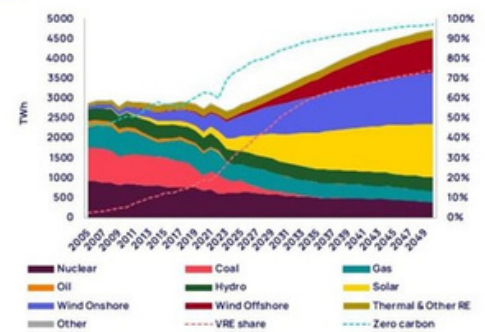 5000 100%
4500 90%
4000 80%
3500 70%
3000 60%
2500 50%
2000 40%
1500 30%
1000 20%
500 10%
0 0%
TWh
2005 2007 2009 2011 2013 2015 2017 2019 2021 2023 2025 2027 2029 2031 2033 2035 2037 2039 2041 2043 2045 2047 2049
Nuclear Coal Gas
Oil Hydro Solar
Wind Onshore Wind Offshore Thermal & Other RE
Other VRE share Zero carbon